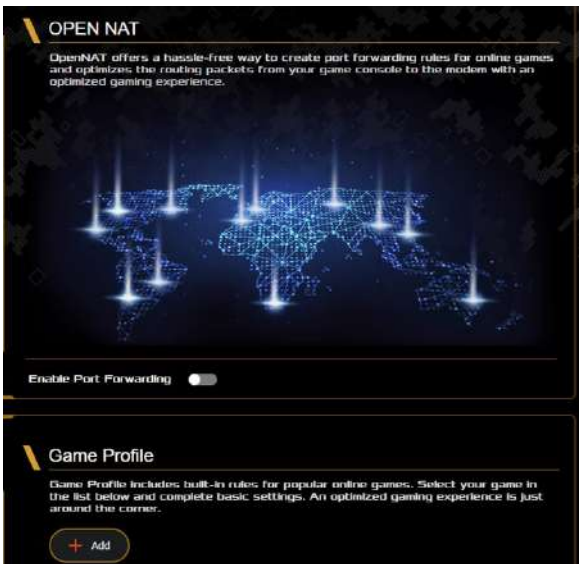 OPEN NAT
OpenNAT offers a hassle-free way to create port forwarding rules for online games
and optimizes the routing packets from your game console to the modem with an
optimized gaming experience.
Enable Port Forwarding
Game Profile
Game Profile includes built-in rules for popular online games. Select your game in
the list below and complete basic settings. An optimized gaming experience is just
around the corner.
+ Add